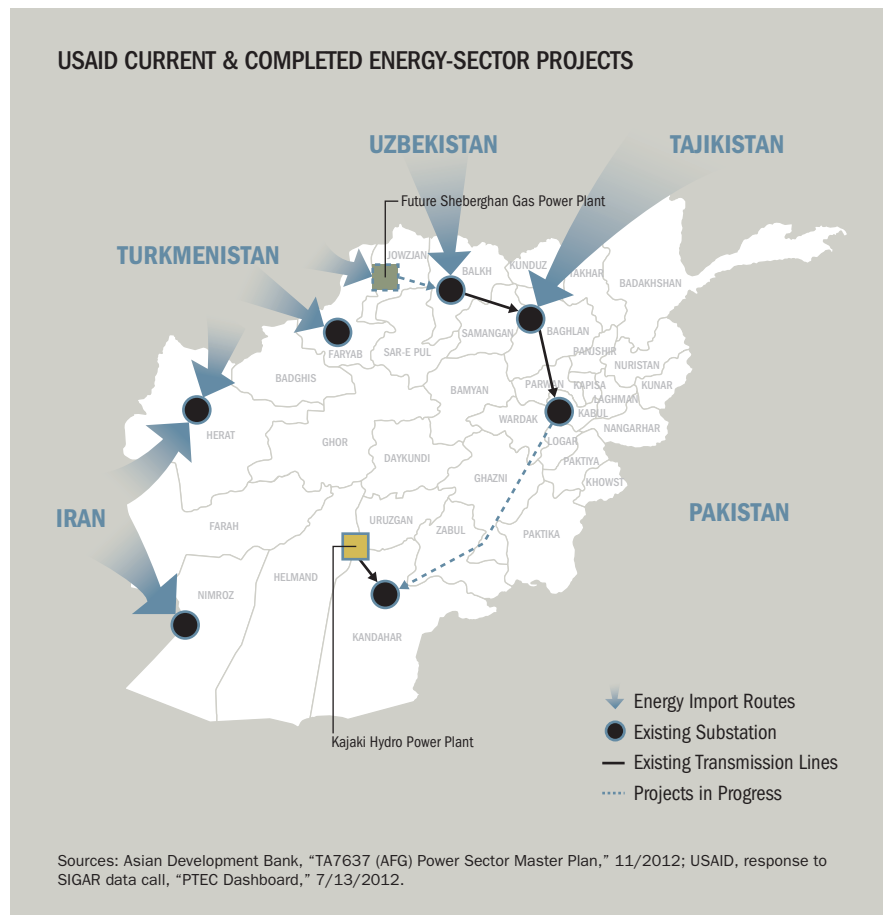 USAID CURRENT & COMPLETED ENERGY-SECTOR PROJECTS
UZBEKISTAN
TAJIKISTAN
Future Sheberghan Gas Power Plant
TURKMENISTAN
JOWZJAN
BALKH
KUNDUZ
TAKHAR
BADAKHSHAN
SAMANGAN
BAGHLAN
FARYAB
SAR-E PUL
PANJSHIR
NURISTAN
BADGHIS
BAMYAN
PARWAN
KAPISA
KUNAR
LAGHMAN
KABUL
WARDAK
NANGARHAR
HERAT
GHOR
LOGAR
DAYKUNDI
PAKTIYA
GHAZNI
KHOWST
IRAN
PAKISTAN
FARAH
URUZGAN
ZABUL
PAKTIKA
HELMAND
NIMROZ
KANDAHAR
Kajaki Hydro Power Plant
Energy Import Routes
Existing Substation
Existing Transmission Lines
Projects in Progress
Sources: Asian Development Bank, “TA7637 (AFG) Power Sector Master Plan,” 11/2012; USAID, response to
SIGAR data call, “PTEC Dashboard,” 7/13/2012.